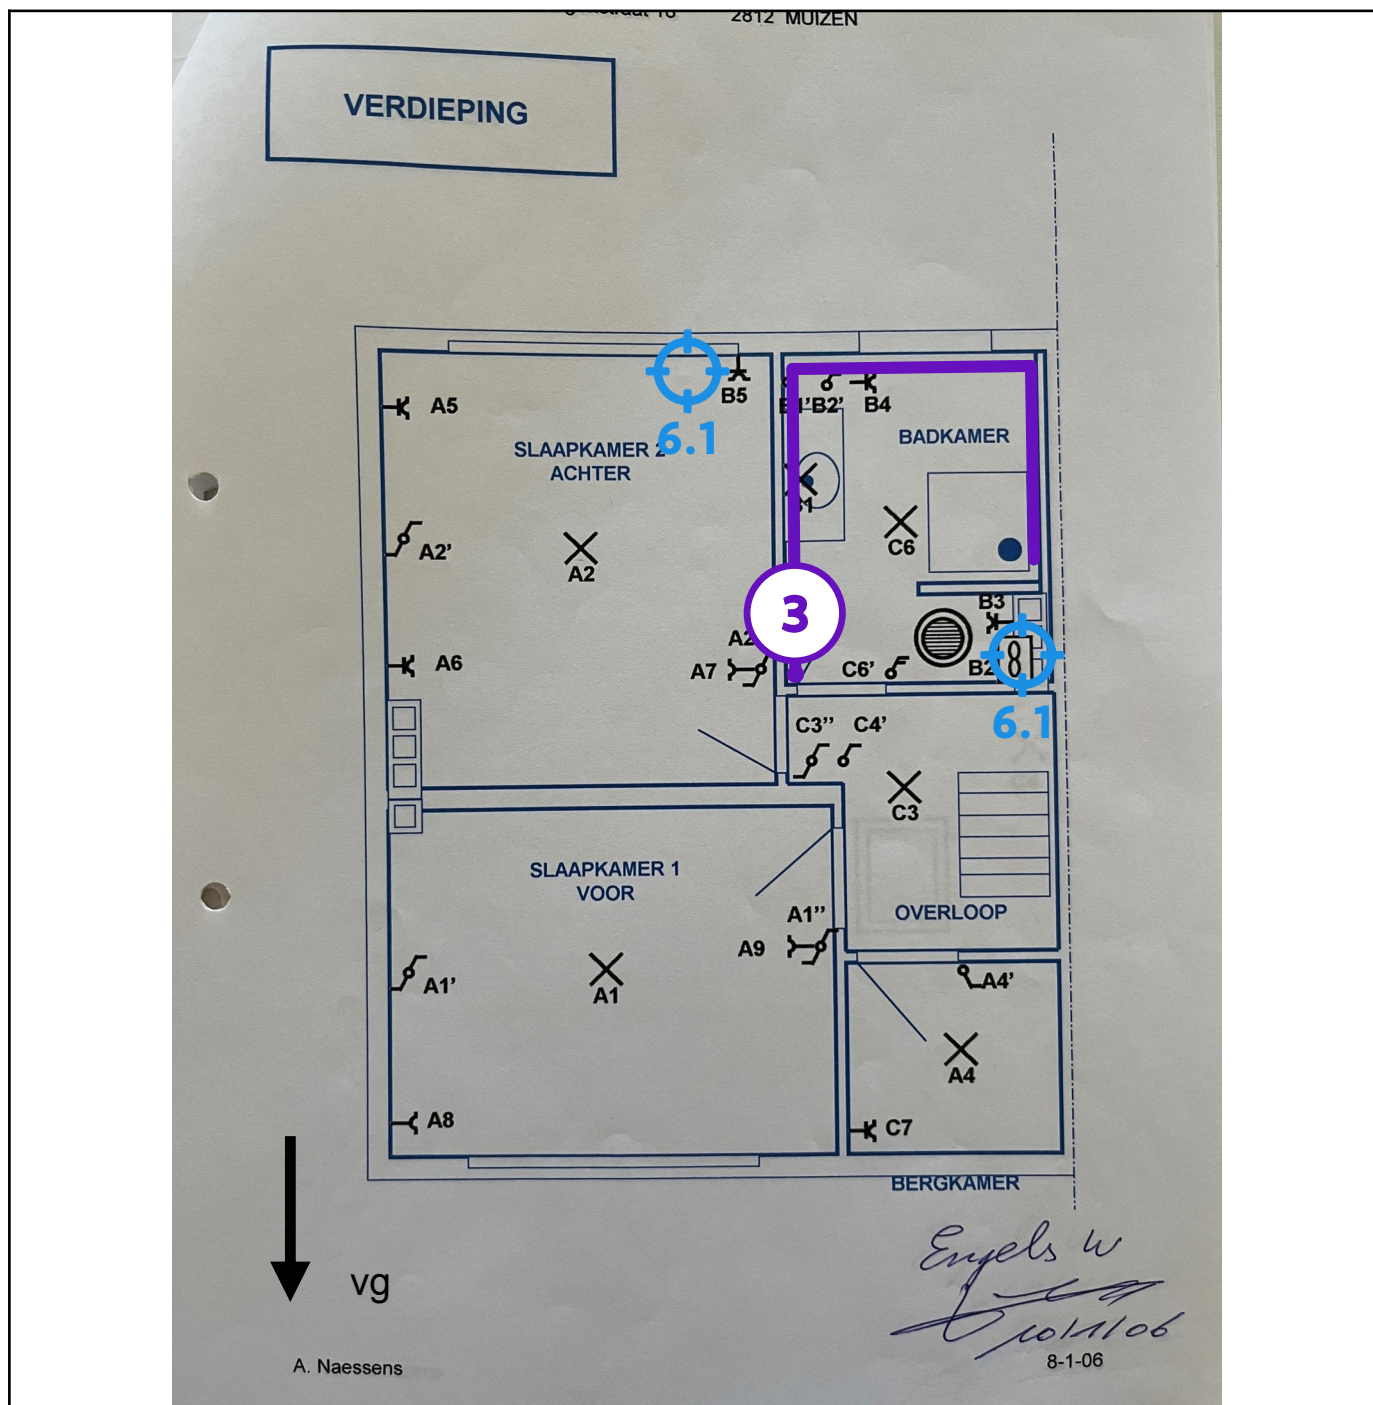 2812 MUIZEN
VERDIEPING
B5
B2'
B4
A5
6.1
BADKAMER
SLAAPKAMER 2
ACHTER
C6
A2'
A2
3
B3
A6
A7
C6'
B2
6.1
C3'' C4'
C3
SLAAPKAMER 1
VOOR
A1''
OVERLOOP
A9
A1'
A1
A4'
A4
A8
C7
BERGKAMER
Engels W
vg
10/1/06
8-1-06
A. Naessens